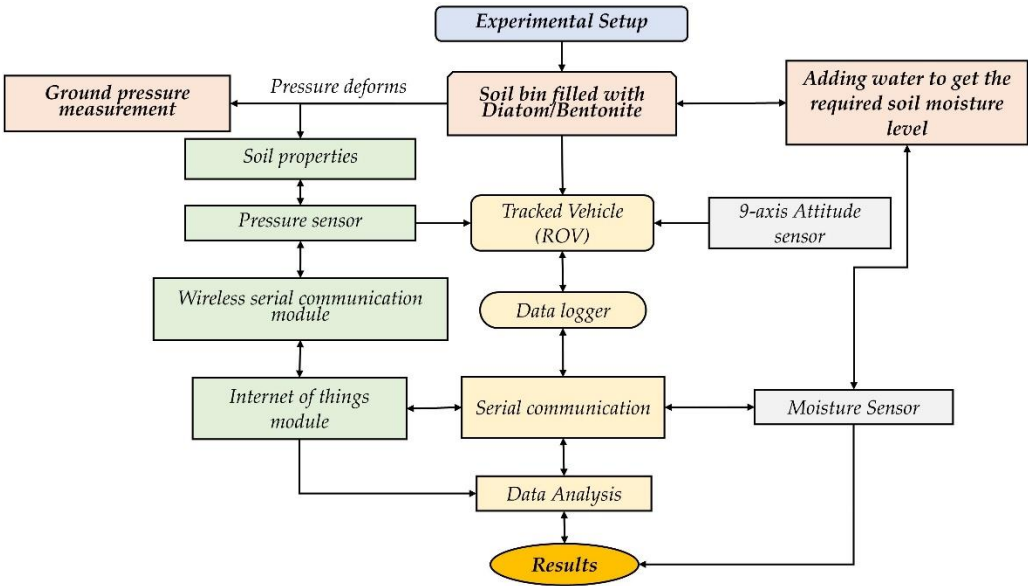 Experimental Setup
Ground pressure
measurement
Pressure deforms
Soil bin filled with
Diatom/Bentonite
Adding water to get the
required soil moisture
level
Soil properties
Pressure sensor
Tracked Vehicle
(ROV)
9-axis Attitude
sensor
Wireless serial communication
module
Data logger
Internet of things
module
Serial communication
Moisture Sensor
Data Analysis
Results